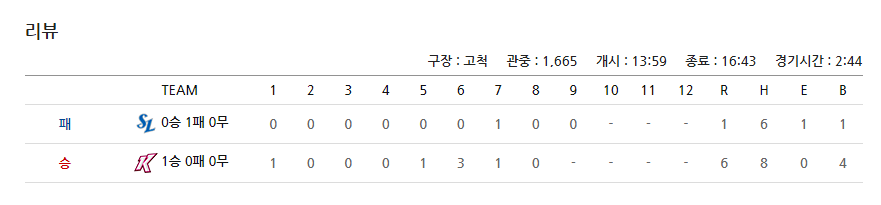 리뷰
구장 : 고척 관중 : 1,665 개시 : 13:59 종료 : 16:43 경기시간 : 2:44
TEAM 1 2 3 4 5 6 7 8 9 10 11 12 R H E B
패 SL 0승 1패 0무 0 0 0 0 0 0 1 0 0 - - - 1 6 1 1
승 K 1승 0패 0무 1 0 0 0 1 3 1 0 - - - - 6 8 0 4